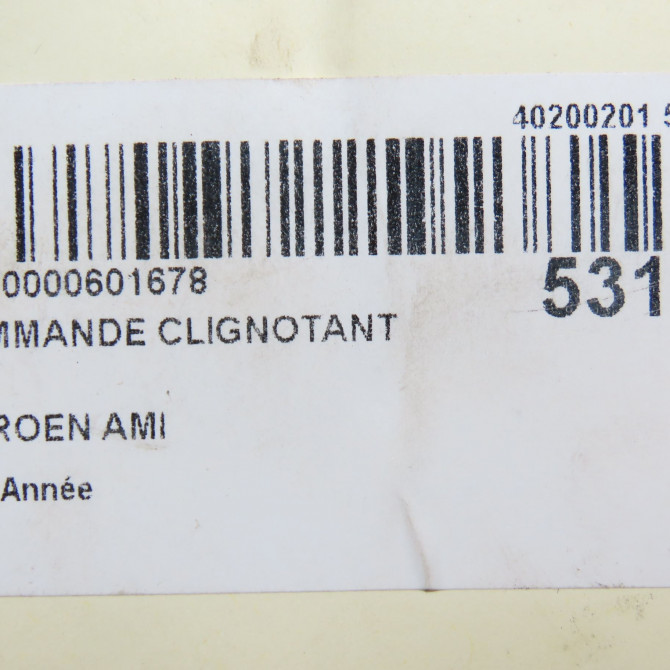 40200201 5
0000601678
531
MMANDE CLIGNOTANT
ROEN AMI
Année